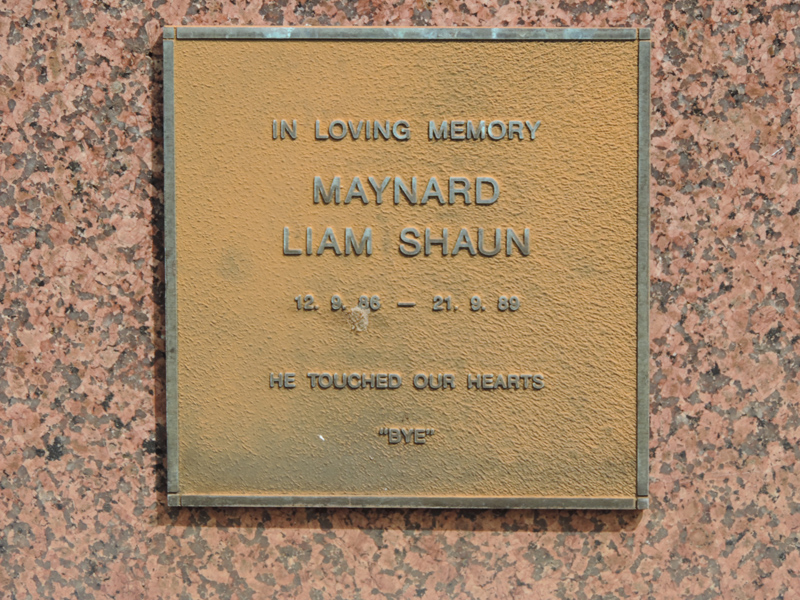 IN LOVING MEMORY
MAYNARD
LIAM SHAUN
12. 9. 86 — 21. 9. 89
HE TOUCHED OUR HEARTS
"BYE"